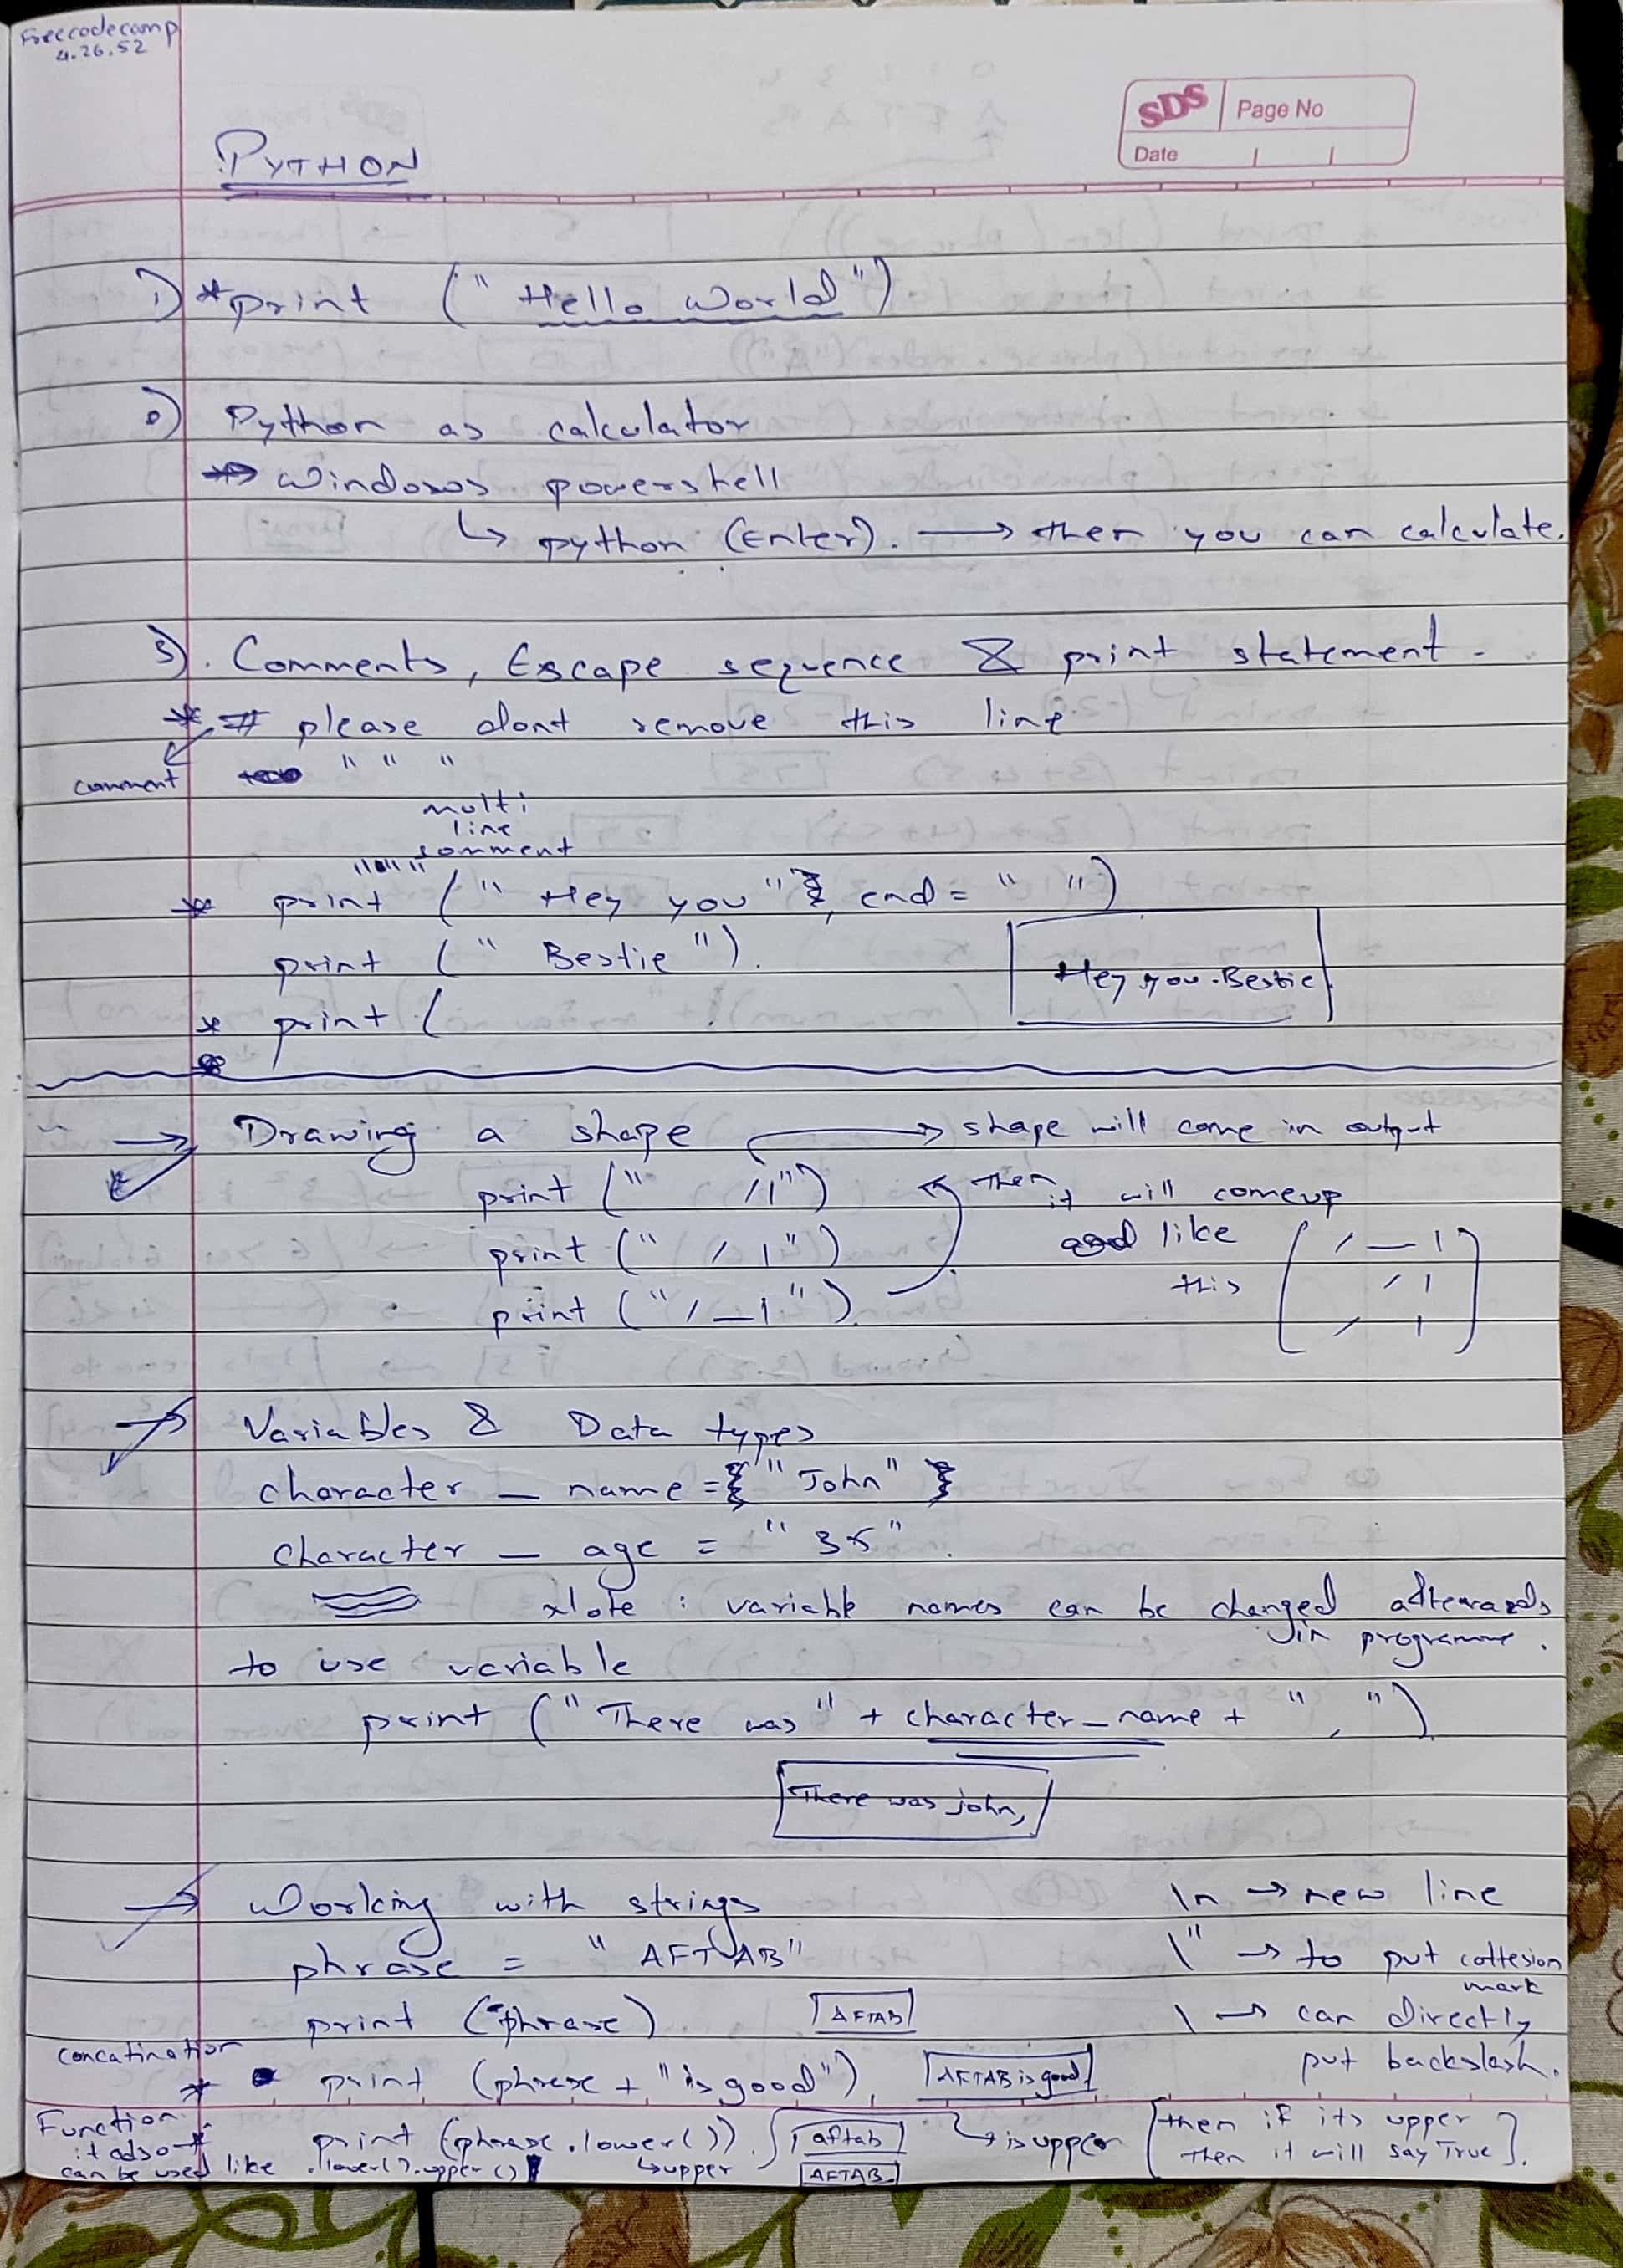 Freecodecamp
4.26.52
SDS Page No
Date
PYTHON
1) * print (" Hello World ")
2) Python as calculator
Windows powershell
↳ python (Enter). → then you can calculate.
3). Comments, Escape sequence & print statement -
* # please dont remove this line
comment " " "
multi
line
comment
" " "
* print (" Hey you ", end = " ")
print (" Bestie ").
Hey you.Bestie
* print (
→ Drawing a shape → shape will come in output
print (" /|") then it will comeup
print (" / |") like / _ |
this / |
print ("/ _ |"). / |
→ Variables & Data types
character _ name = " John "
character _ age = " 35 ".
Note : variable names can be changed afterwards
in programme.
to use variable
print (" There was " + character_name + " , ")
There was john,
→ Working with strings \n → new line
phrase = " AFTAB" \" → to put cottesion
mark
print (phrase) AFTAB \ → can directly
put backslash.
concatination
* print (phrase + "is good"). AFTAB is good.
Function print (phrase.lower()). aftab ↳ isupper [then if its upper
it also ↳ upper then it will say True].
can be used like .lower().upper() AFTAB.